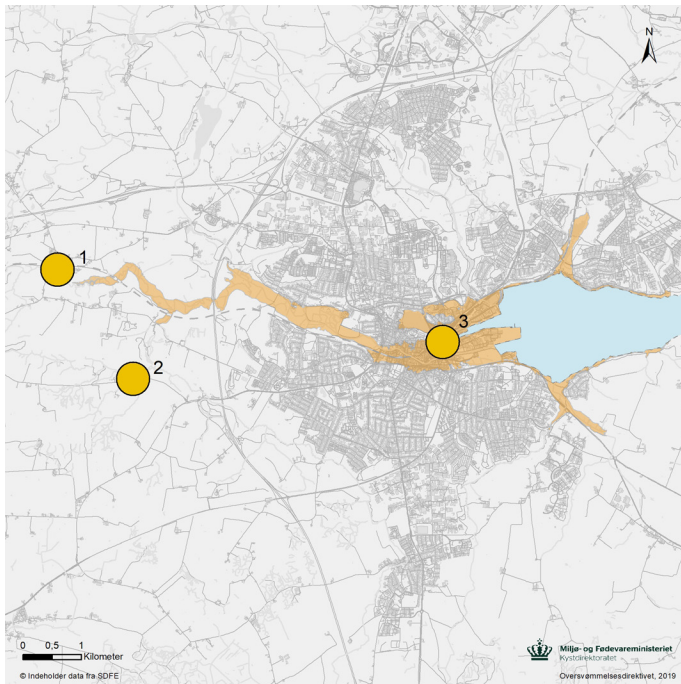 N
1
2
3
0 0,5 1
Kilometer
© Indeholder data fra SDFE
Miljø- og Fødevareministeriet
Kystdirektoratet
Oversvømmelsesdirektivet, 2019